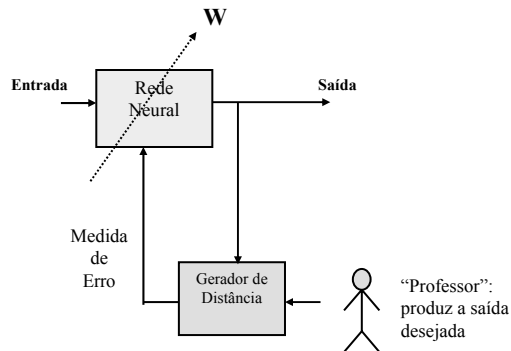 W
Entrada
Rede
Neural
Saída
Medida
de
Erro
Gerador de
Distância
“Professor”:
produz a saída
desejada